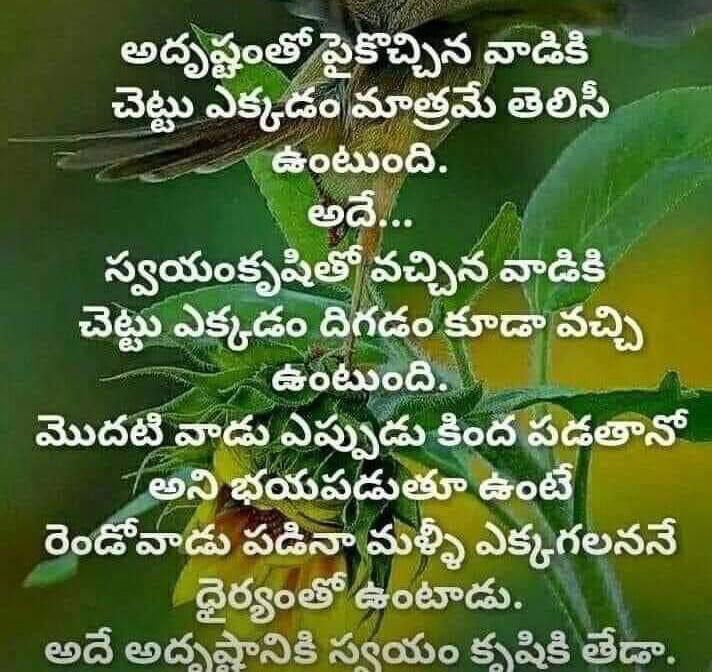 అదృష్టంతో పైకొచ్చిన వాడికి
చెట్టు ఎక్కడం మాత్రమే తెలిసీ
ఉంటుంది.
అదే...
స్వయంకృషితో వచ్చిన వాడికి
చెట్టు ఎక్కడం దిగడం కూడా వచ్చి
ఉంటుంది.
మొదటి వాడు ఎప్పుడు కింద పడతానో
అని భయపడుతూ ఉంటే
రెండోవాడు పడినా మళ్ళీ ఎక్కగలననే
ధైర్యంతో ఉంటాడు.
అదే అదృష్టానికి స్వయం కృషికి తేడా.